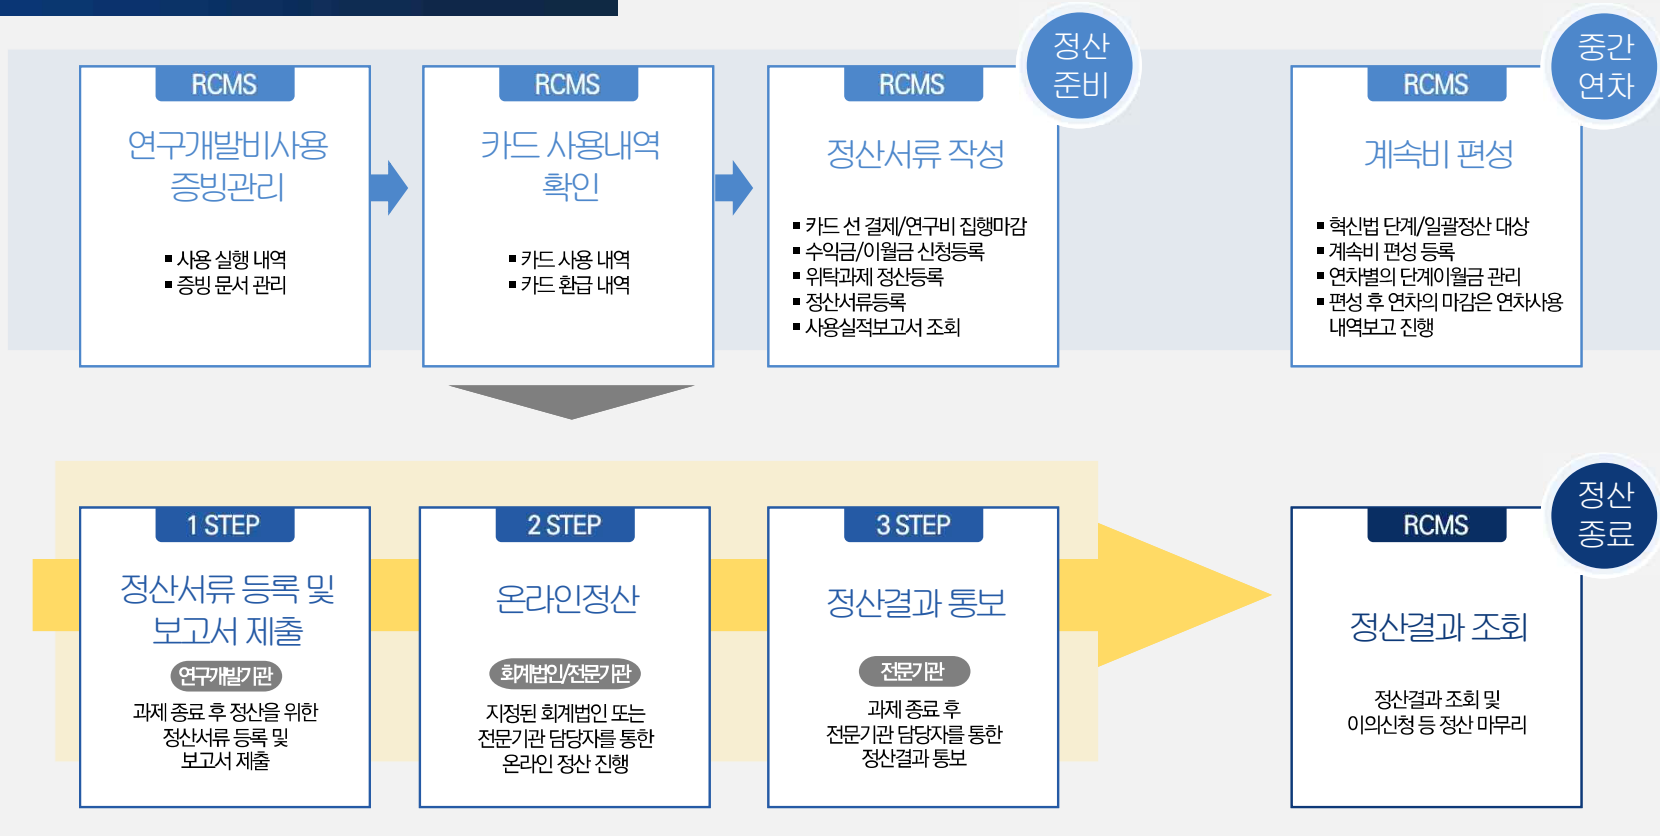 정산
준비
중간
연차
RCMS
연구개발비사용
증빙관리
▪ 사용 실행 내역
▪ 증빙 문서 관리
RCMS
카드 사용내역
확인
▪ 카드 사용 내역
▪ 카드 환급 내역
RCMS
정산서류 작성
▪ 카드 선 결제/연구비 집행마감
▪ 수익금/이월금 신청등록
▪ 위탁과제 정산등록
▪ 정산서류등록
▪ 사용실적보고서 조회
RCMS
계속비 편성
▪ 혁신법 단계/일괄정산 대상
▪ 계속비 편성 등록
▪ 연차별의 단계이월금 관리
▪ 편성 후 연차의 마감은 연차사용
내역보고 진행
정산
종료
1 STEP
정산서류 등록 및
보고서 제출
연구개발기관
과제 종료 후 정산을 위한
정산서류 등록 및
보고서 제출
2 STEP
온라인정산
회계법인/전문기관
지정된 회계법인 또는
전문기관 담당자를 통한
온라인 정산 진행
3 STEP
정산결과 통보
전문기관
과제 종료 후
전문기관 담당자를 통한
정산결과 통보
RCMS
정산결과 조회
정산결과 조회 및
이의신청 등 정산 마무리